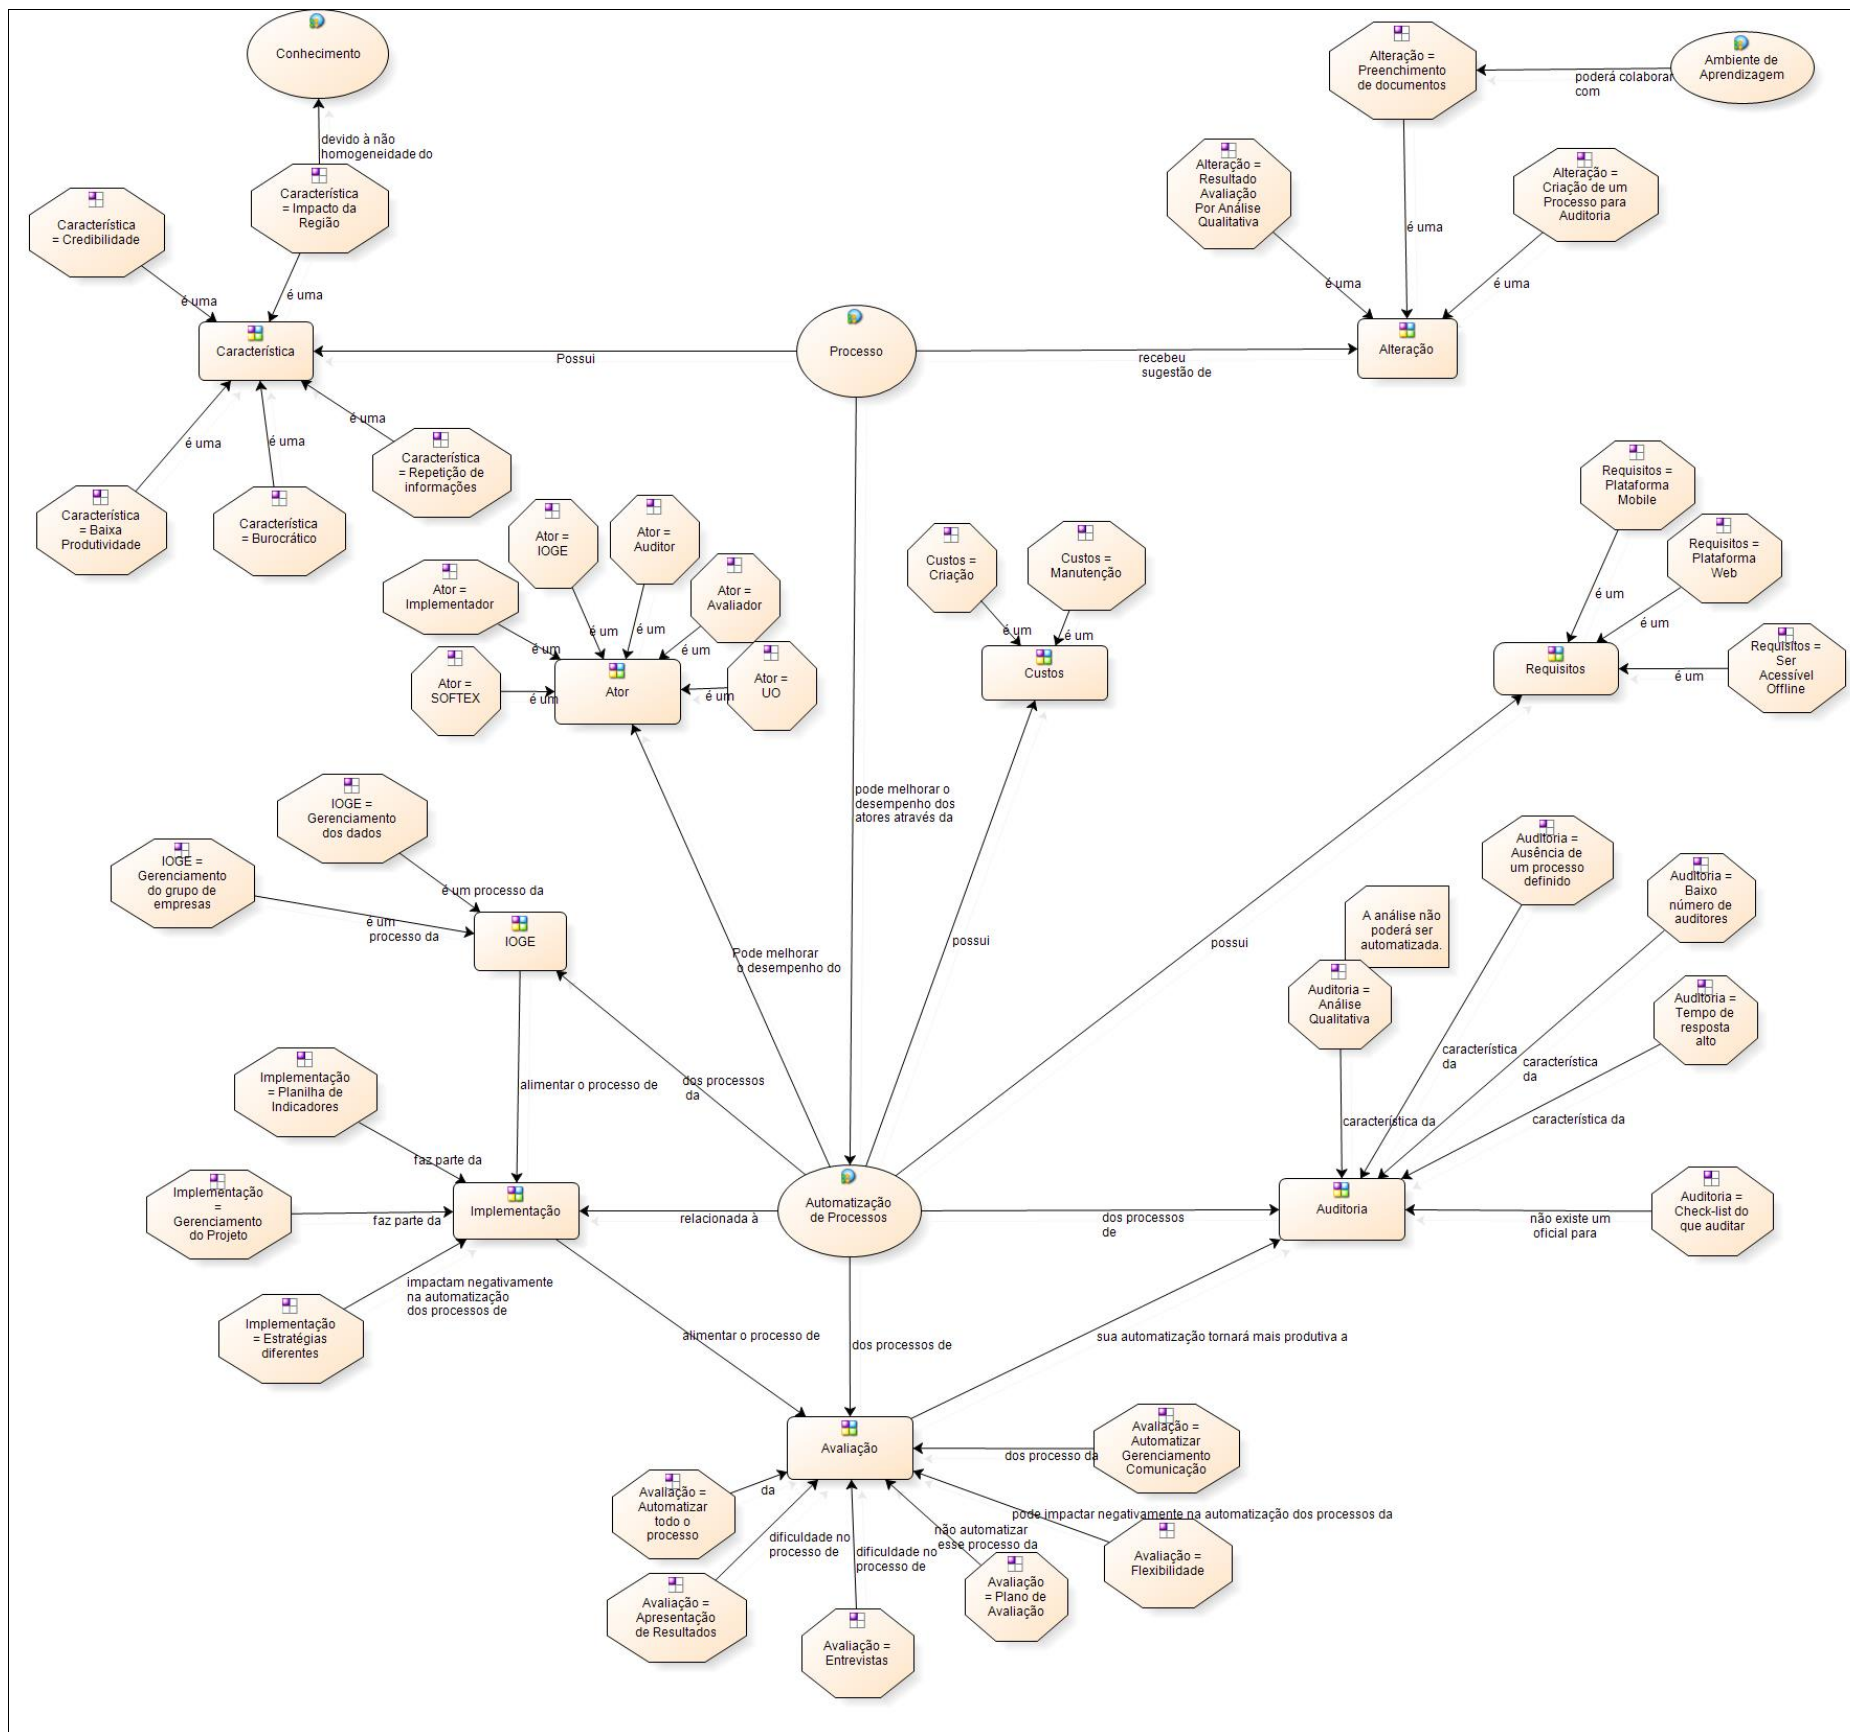 Conhecimento
devido à não
homogeneidade do
Característica
= Credibilidade
Característica
= Impacto da
Região
é uma
é uma
Característica
é uma
é uma
é uma
Característica
= Baixa
Produtividade
Característica
= Burocrático
Característica
= Repetição de
informações
Possui
Processo
recebeu
sugestão de
Alteração =
Preenchimento
de documentos
poderá colaborar
com
Ambiente de
Aprendizagem
Alteração =
Resultado
Avaliação
Por Análise
Qualitativa
Alteração =
Criação de um
Processo para
Auditoria
é uma
é uma
é uma
Alteração
Ator =
IOGE
Ator =
Auditor
Ator =
Implementador
Ator =
Avaliador
é um
é um
é um
é um
Ator =
SOFTEX
é um
Ator
é um
Ator =
UO
Custos =
Criação
Custos =
Manutenção
é um
é um
Custos
Requisitos =
Plataforma
Mobile
Requisitos =
Plataforma
Web
é um
é um
Requisitos
é um
Requisitos =
Ser
Acessível
Offline
pode melhorar o
desempenho dos
atores através da
IOGE =
Gerenciamento
dos dados
IOGE =
Gerenciamento
do grupo de
empresas
é um processo da
é um
processo da
IOGE
Pode melhorar
o desempenho do
possui
possui
Auditoria =
Ausência de
um processo
definido
Auditoria =
Baixo
número de
auditores
A análise não
poderá ser
automatizada.
Auditoria =
Análise
Qualitativa
Auditoria =
Tempo de
resposta
alto
característica
da
característica
da
característica da
característica da
Implementação
= Planilha de
Indicadores
alimentar o processo de
dos processos
da
faz parte da
Implementação
=
Gerenciamento
do Projeto
faz parte da
Implementação
relacionada à
Automatização
de Processos
dos processos
de
Auditoria
não existe um
oficial para
Auditoria =
Check-list do
que auditar
impactam negativamente
na automatização
dos processos de
Implementação
= Estratégias
diferentes
alimentar o processo de
dos processos de
sua automatização tornará mais produtiva a
Avaliação
dos processo da
Avaliação =
Automatizar
Gerenciamento
Comunicação
Avaliação =
Automatizar
todo o
processo
da
dificuldade no
processo de
dificuldade no
processo de
não automatizar
esse processo da
pode impactar negativamente na automatização dos processos da
Avaliação =
Flexibilidade
Avaliação =
Apresentação
de Resultados
Avaliação =
Entrevistas
Avaliação
= Plano de
Avaliação